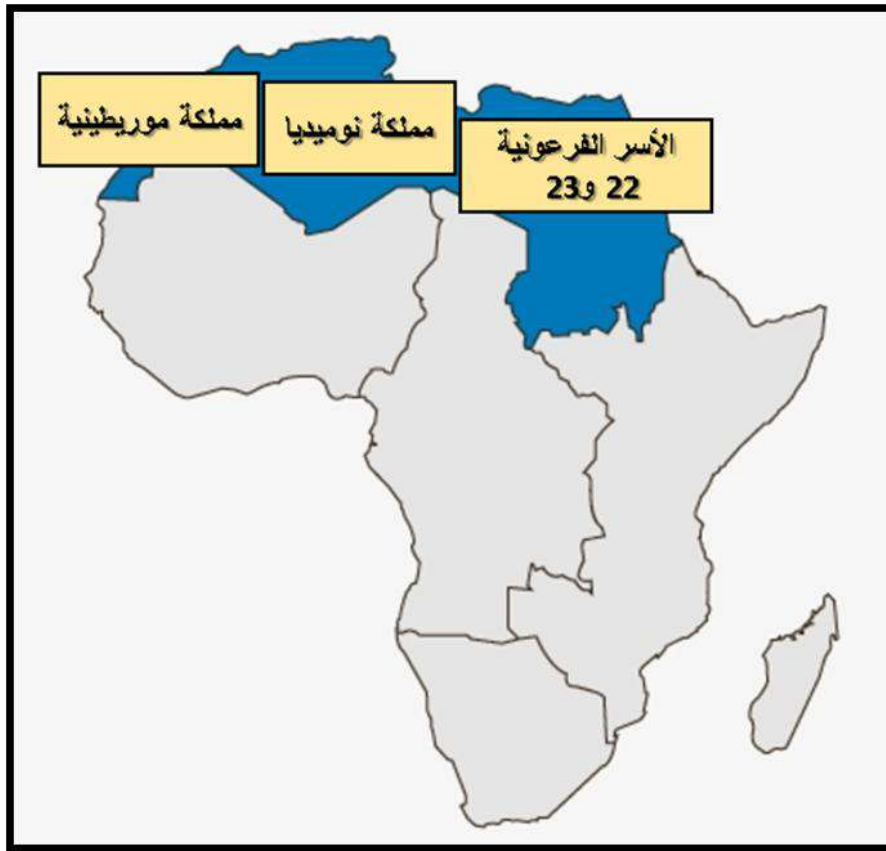 مملكة موريطينية
مملكة نوميديا
الأسر الفرعونية
22 و23